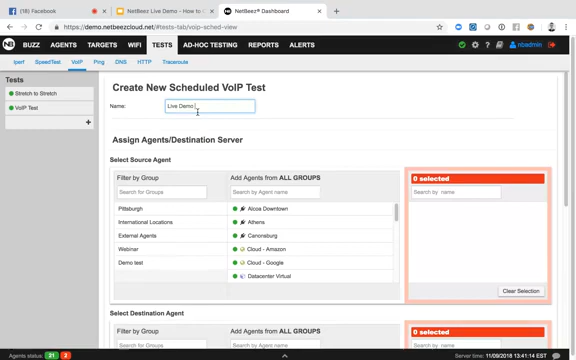 Facebook
NetBeez Live Demo - How to
NetBeez® Dashboard
https://demo.netbeezcloud.net/#tests-tab/voip-sched-view
NB BUZZ AGENTS TARGETS WIFI TESTS AD-HOC TESTING REPORTS ALERTS
nbadmin
Iperf SpeedTest VoIP Ping DNS HTTP Traceroute
Tests
Stretch to Stretch
VoIP Test
+
Create New Scheduled VoIP Test
Name: Live Demo
Assign Agents/Destination Server
Select Source Agent
Filter by Group
Search for Groups
Pittsburgh
International Locations
External Agents
Webinar
Demo test
Add Agents from ALL GROUPS
Search by Agent name
Alcoa Downtown
Athens
Canonsburg
Cloud - Amazon
Cloud - Google
Datacenter Virtual
0 selected
Search by name
Clear Selection
Select Destination Agent
Filter by Group
Search for Groups
Add Agents from ALL GROUPS
Search by Agent name
0 selected
Search by name
Agents status: 21 3
Server time: 11/09/2018 13:41:14 EST